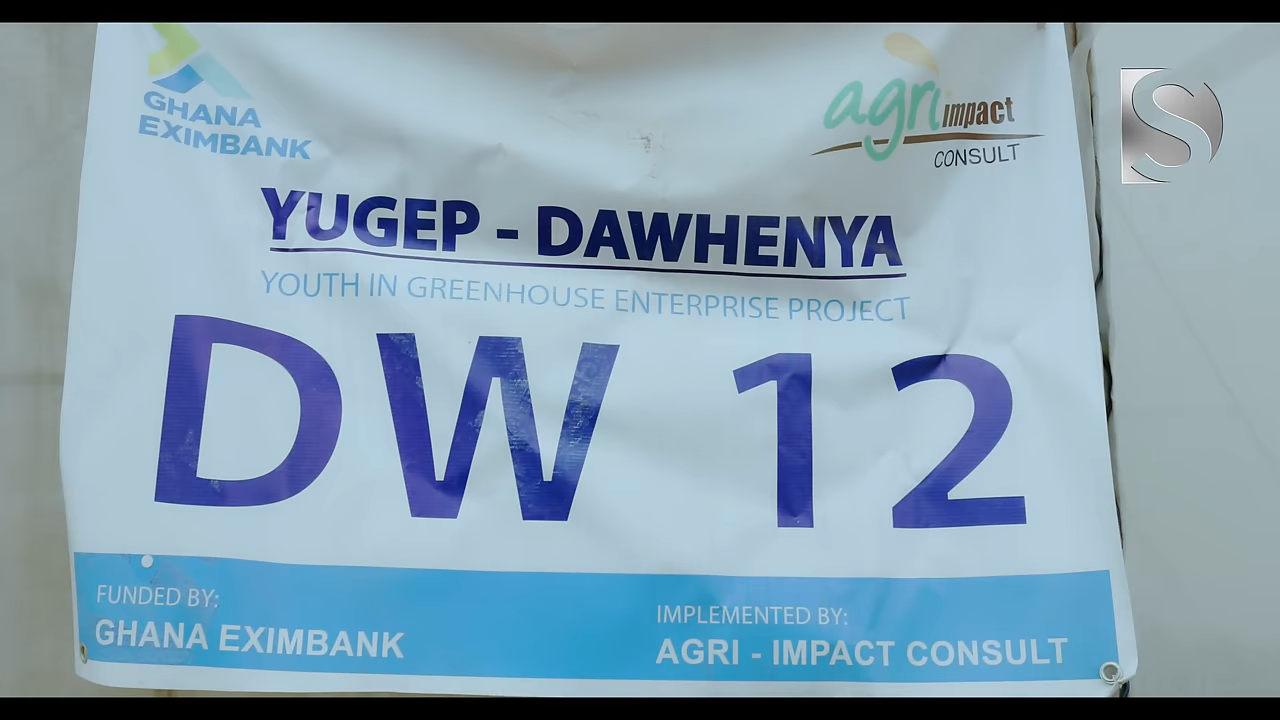 GHANA
EXIMBANK
agri impact
CONSULT
S
YUGEP - DAWHENYA
YOUTH IN GREENHOUSE ENTERPRISE PROJECT
DW 12
FUNDED BY:
GHANA EXIMBANK
IMPLEMENTED BY:
AGRI - IMPACT CONSULT